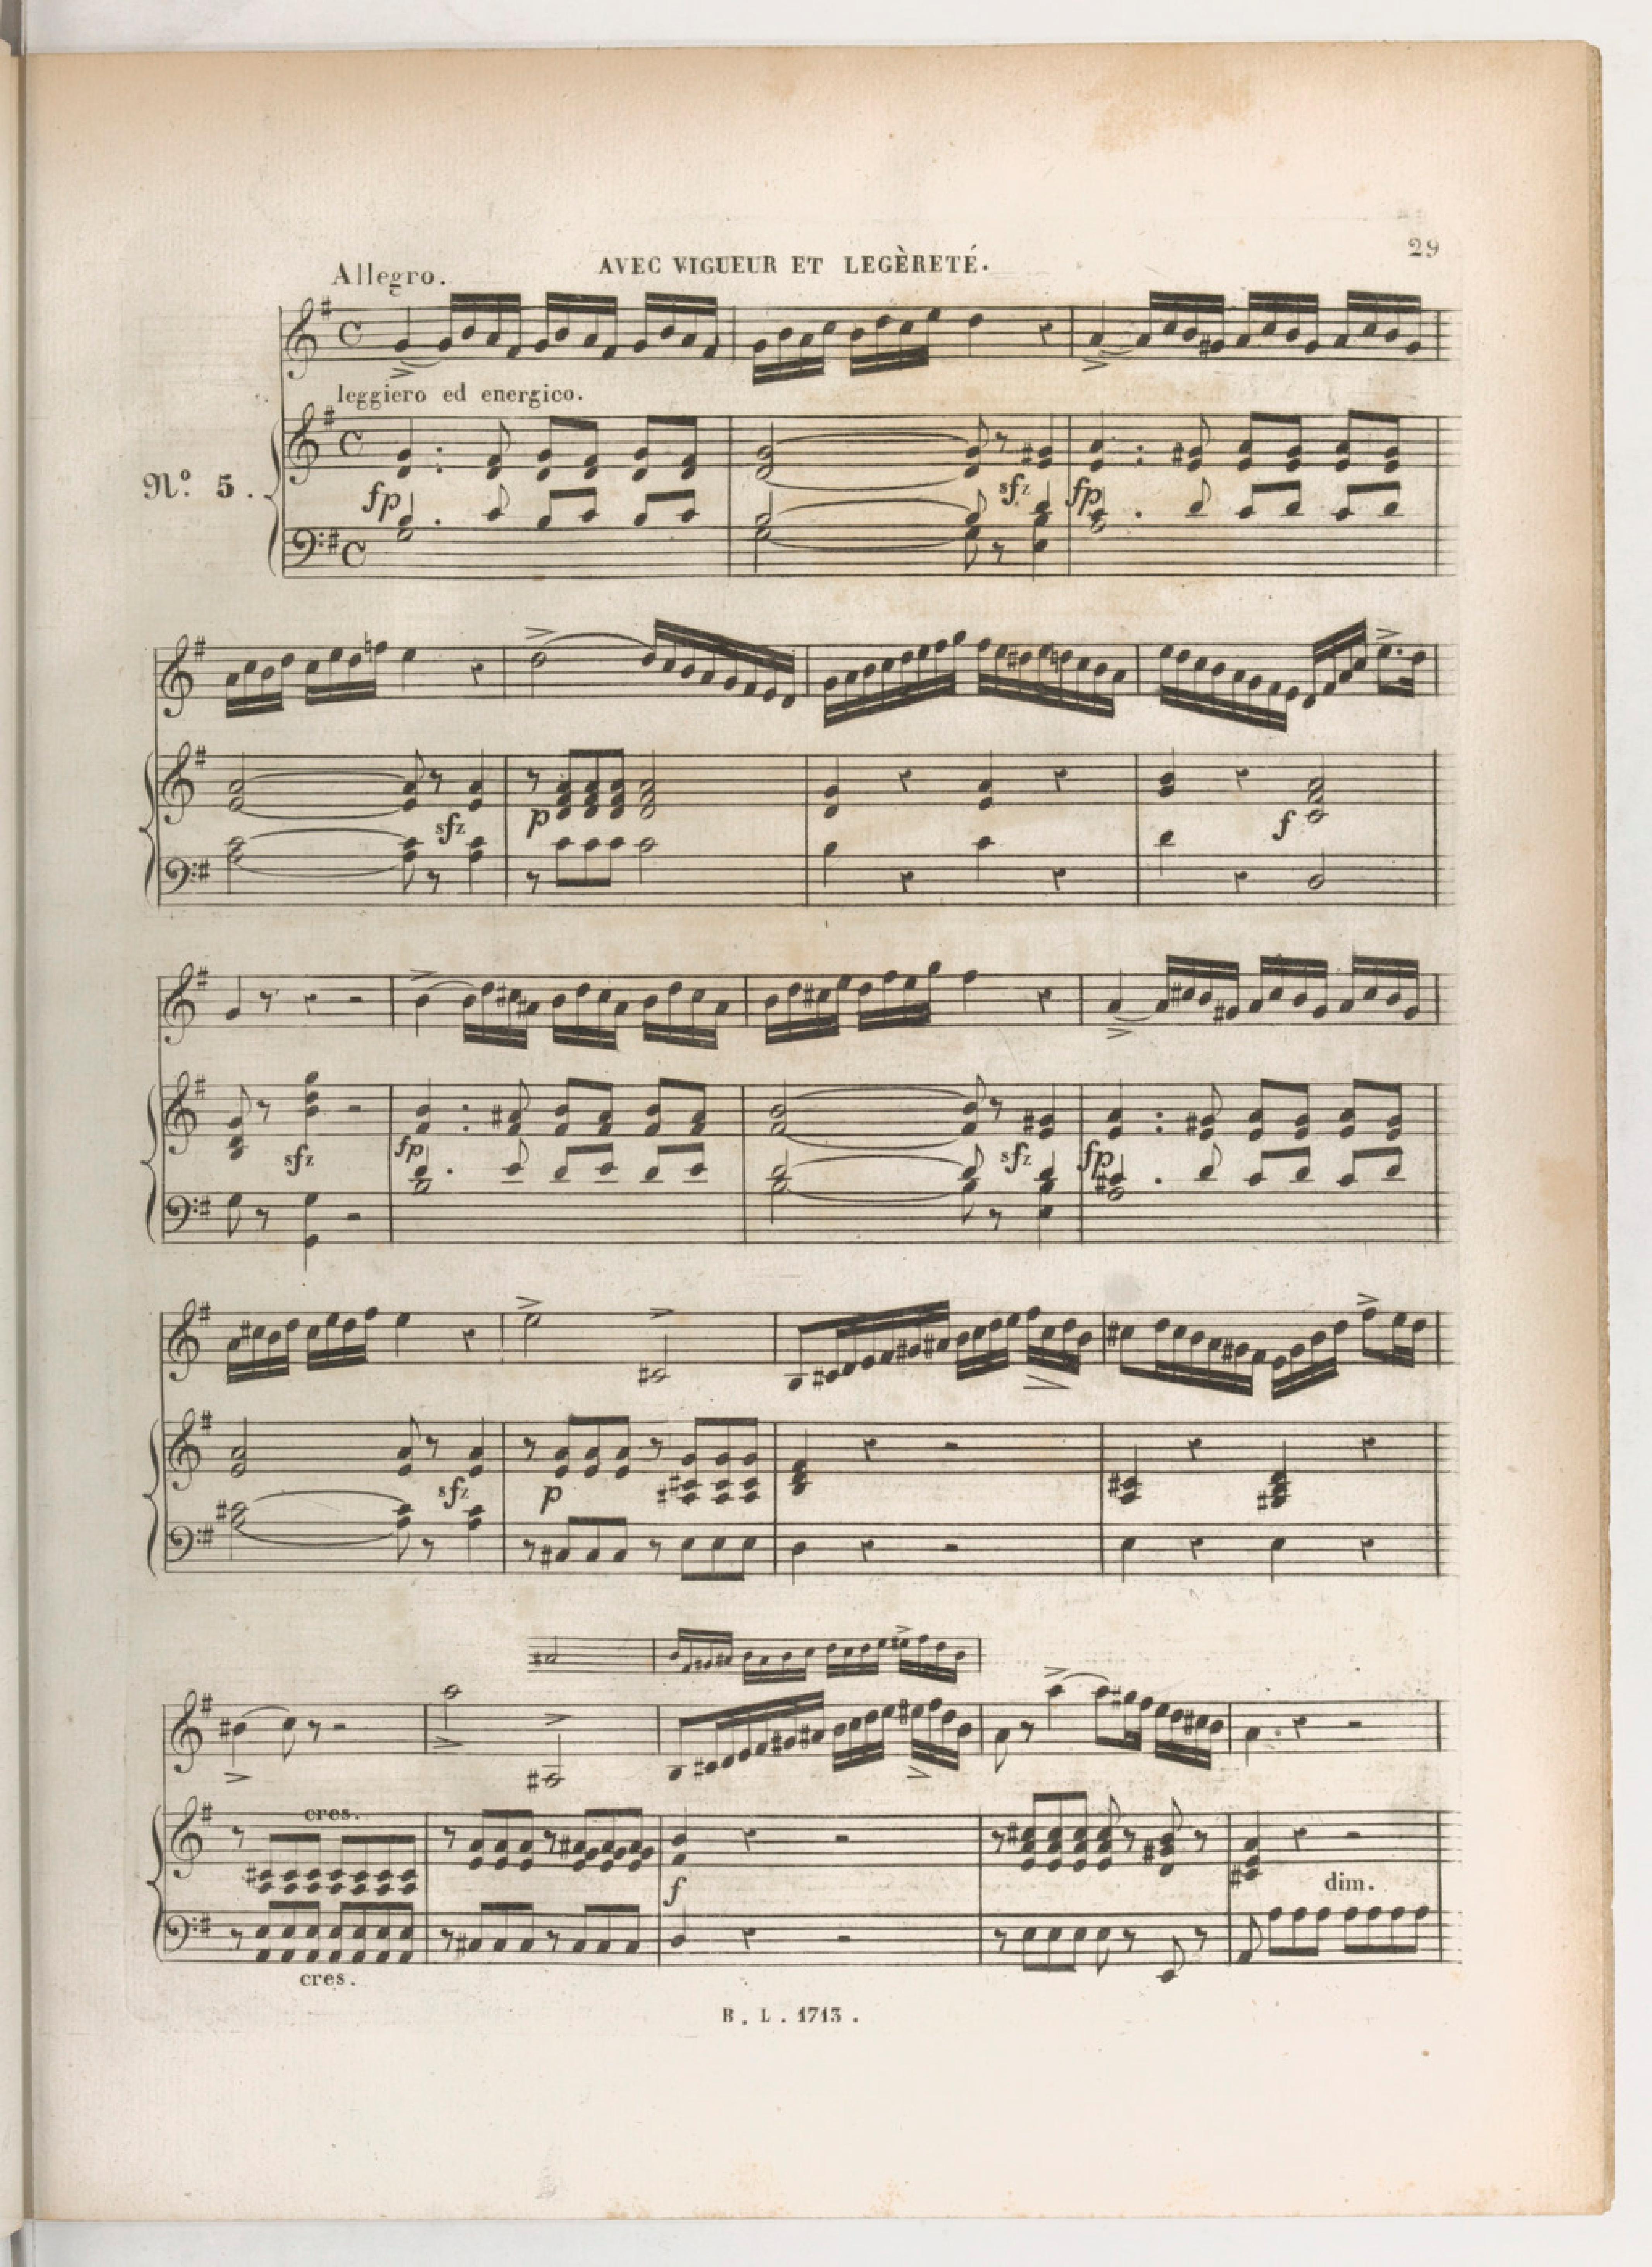 29
AVEC VIGUEUR ET LEGÈRETÉ.
Allegro.
leggiero ed energico.
Nº. 5.
fp sfz fp
sfz p f
sfz fp sfz fp
sfz p
cres.
f
dim.
cres.
B. L. 1713.